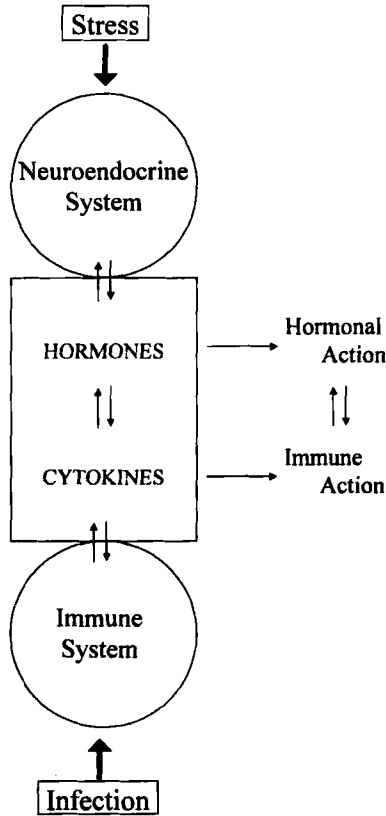 Stress
Neuroendocrine
System
HORMONES
Hormonal
Action
CYTOKINES
Immune
Action
Immune
System
Infection